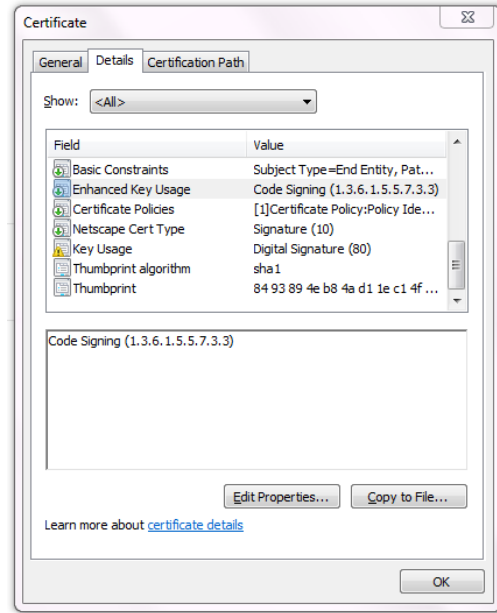 Certificate
General Details Certification Path
Show: <All>
Field Value
Basic Constraints Subject Type=End Entity, Pat...
Enhanced Key Usage Code Signing (1.3.6.1.5.5.7.3.3)
Certificate Policies [1]Certificate Policy:Policy Ide...
Netscape Cert Type Signature (10)
Key Usage Digital Signature (80)
Thumbprint algorithm sha1
Thumbprint 84 93 89 4e b8 4a d1 1e c1 4f ...
Code Signing (1.3.6.1.5.5.7.3.3)
Edit Properties... Copy to File...
Learn more about certificate details
OK